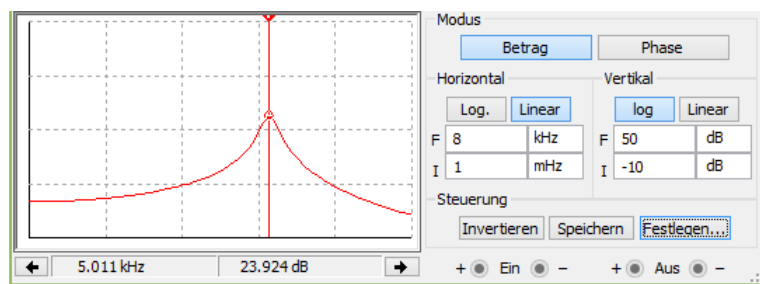 Modus
Betrag Phase
Horizontal Vertikal
Log. Linear log Linear
F 8 kHz F 50 dB
I 1 mHz I -10 dB
Steuerung
Invertieren Speichern Festlegen...
5.011 kHz 23.924 dB + Ein − + Aus −